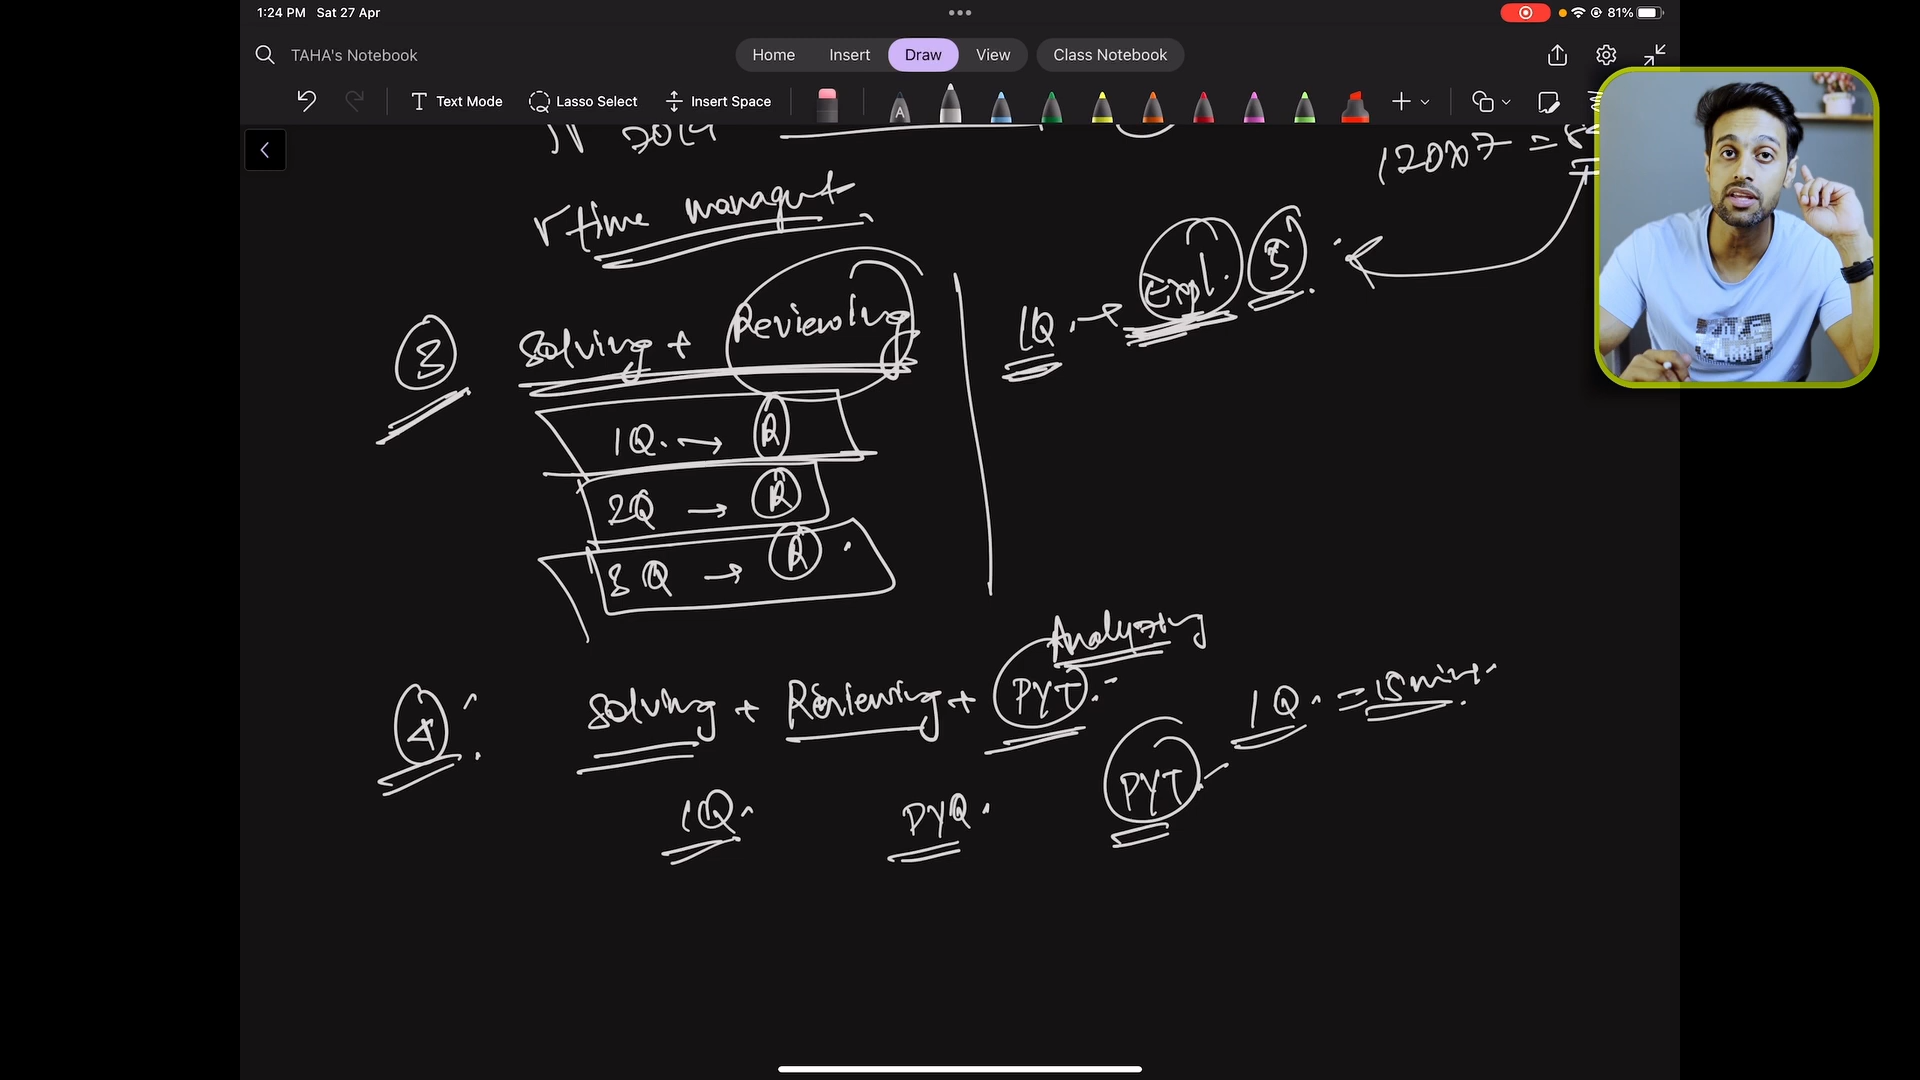 1:24 PM Sat 27 Apr
81%
TAHA's Notebook
Home Insert Draw View Class Notebook
Text Mode Lasso Select Insert Space
A
120x7 =
time managmt
3 solving + Reviewing
1Q. → Expl. 5
1Q. → R
2Q → R
3Q → R
Analyzing
4 solving + Reviewing + PYT.
1Q. = 15 min.
1Q. PYQ. PYT